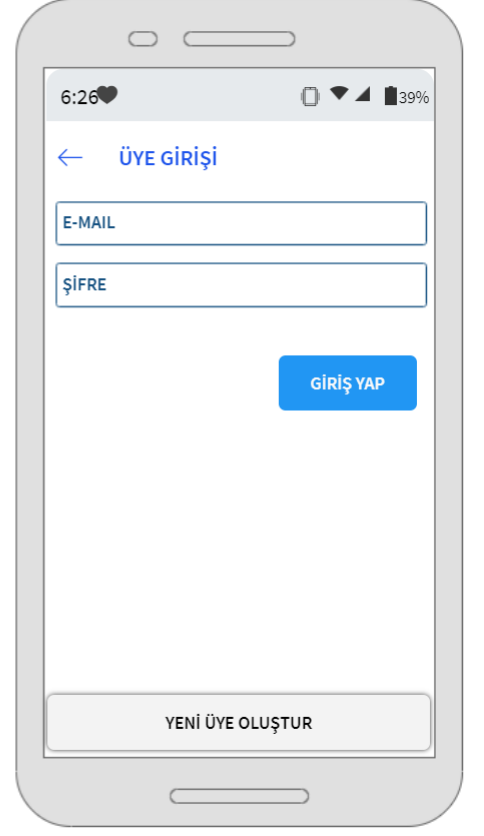 6:26 39%
ÜYE GİRİŞİ
E-MAIL
ŞİFRE
GİRİŞ YAP
YENİ ÜYE OLUŞTUR